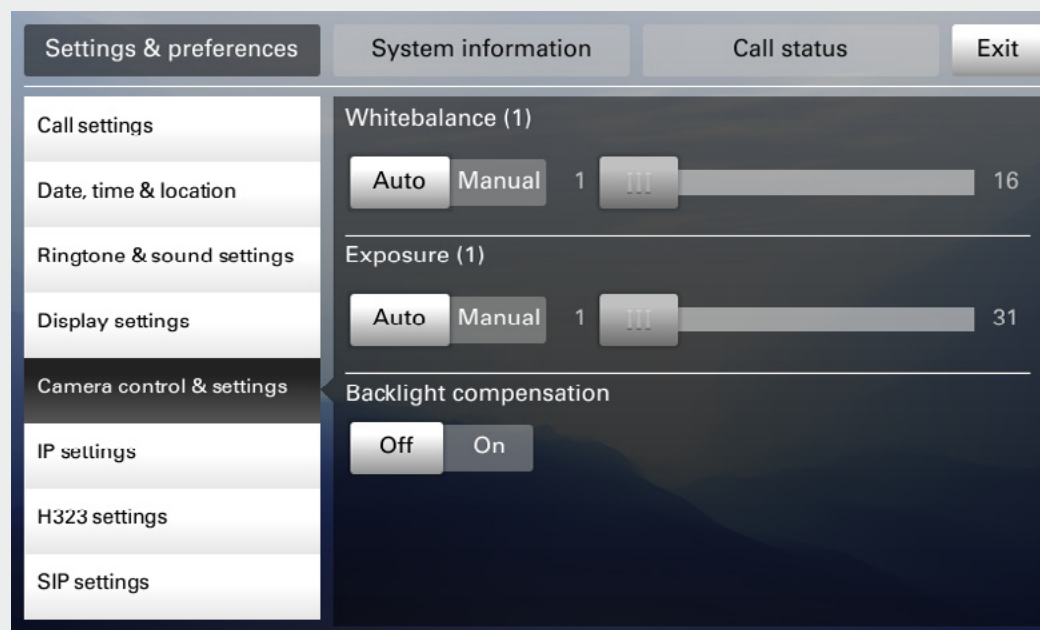 Settings & preferences System information Call status Exit
Call settings
Date, time & location
Ringtone & sound settings
Display settings
Camera control & settings
IP settings
H323 settings
SIP settings
Whitebalance (1)
Auto Manual 1 16
Exposure (1)
Auto Manual 1 31
Backlight compensation
Off On